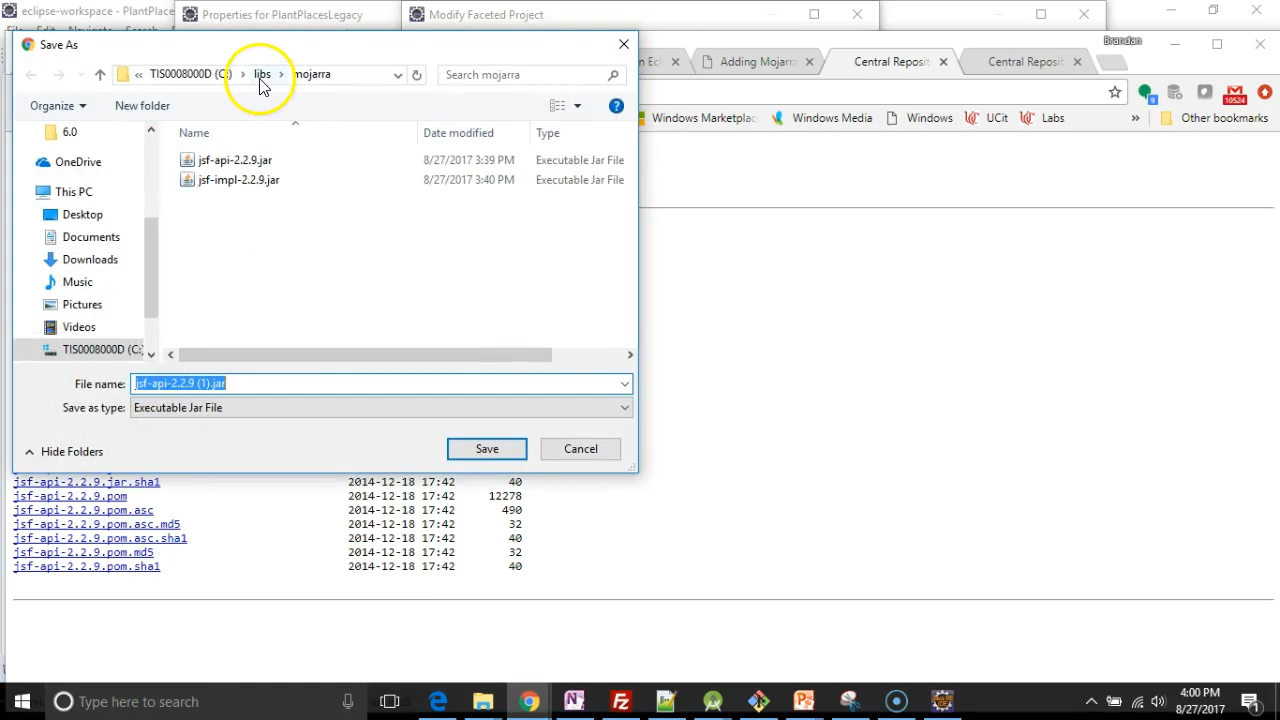 eclipse-workspace - PlantPla
Properties for PlantPlacesLegacy
Modify Faceted Project
Save As
Brandan
n Ecl
Adding Mojarra
Central Reposit
Central Reposit
« TIS0008000D (C:) > libs > mojarra
Search mojarra
10524
9
Organize
New folder
Windows Marketplac
Windows Media
Windows
UCit
Labs
»
Other bookmarks
6.0
Name
Date modified
Type
OneDrive
jsf-api-2.2.9.jar
8/27/2017 3:39 PM
Executable Jar File
jsf-impl-2.2.9.jar
8/27/2017 3:40 PM
Executable Jar File
This PC
Desktop
Documents
Downloads
Music
Pictures
Videos
TIS0008000D (C:
File name:
jsf-api-2.2.9 (1).jar
Save as type:
Executable Jar File
Hide Folders
Save
Cancel
jsf-api-2.2.9.jar.sha1 2014-12-18 17:42 40
jsf-api-2.2.9.pom 2014-12-18 17:42 12278
jsf-api-2.2.9.pom.asc 2014-12-18 17:42 490
jsf-api-2.2.9.pom.asc.md5 2014-12-18 17:42 32
jsf-api-2.2.9.pom.asc.sha1 2014-12-18 17:42 40
jsf-api-2.2.9.pom.md5 2014-12-18 17:42 32
jsf-api-2.2.9.pom.sha1 2014-12-18 17:42 40
Type here to search
4:00 PM
8/27/2017
1